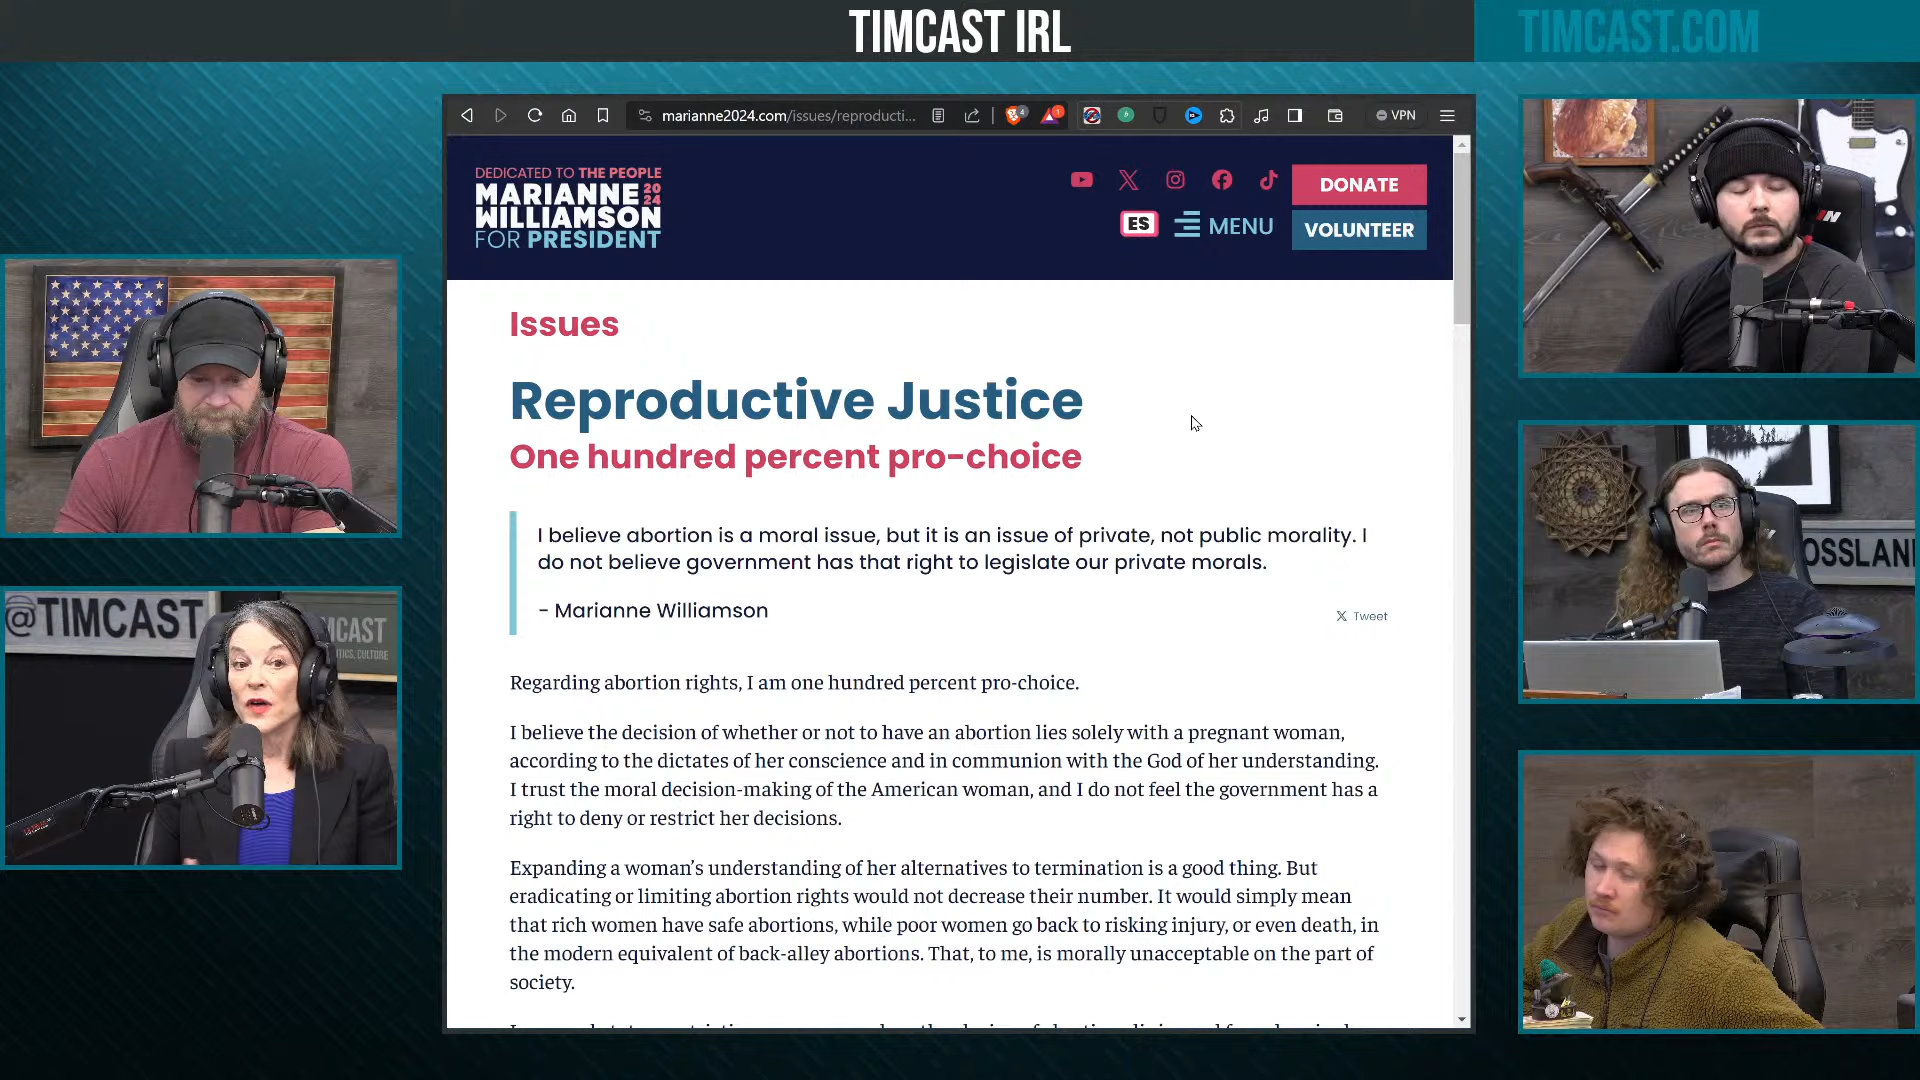 TIMCAST IRL
TIMCAST.COM
marianne2024.com/issues/reproducti...
VPN
DEDICATED TO THE PEOPLE
MARIANNE 2024
WILLIAMSON
FOR PRESIDENT
DONATE
ES
MENU
VOLUNTEER
Issues
Reproductive Justice
One hundred percent pro-choice
I believe abortion is a moral issue, but it is an issue of private, not public morality. I
do not believe government has that right to legislate our private morals.
- Marianne Williamson
Tweet
Regarding abortion rights, I am one hundred percent pro-choice.
I believe the decision of whether or not to have an abortion lies solely with a pregnant woman,
according to the dictates of her conscience and in communion with the God of her understanding.
I trust the moral decision-making of the American woman, and I do not feel the government has a
right to deny or restrict her decisions.
Expanding a woman's understanding of her alternatives to termination is a good thing. But
eradicating or limiting abortion rights would not decrease their number. It would simply mean
that rich women have safe abortions, while poor women go back to risking injury, or even death, in
the modern equivalent of back-alley abortions. That, to me, is morally unacceptable on the part of
society.
@TIMCAST
MCAST
ITICS, CULTURE
OSSLAN